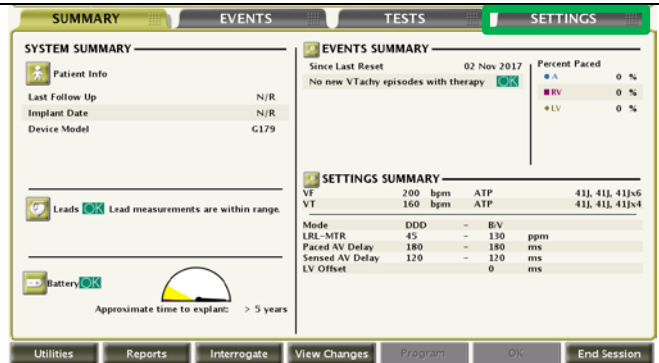 SUMMARY EVENTS TESTS SETTINGS
SYSTEM SUMMARY
Patient Info
Last Follow Up N/R
Implant Date N/R
Device Model G179
Leads OK Lead measurements are within range.
Battery OK
Approximate time to explant: > 5 years
EVENTS SUMMARY
Since Last Reset 02 Nov 2017
No new VTachy episodes with therapy OK
Percent Paced
A 0 %
RV 0 %
LV 0 %
SETTINGS SUMMARY
VF 200 bpm ATP 41J, 41J, 41Jx6
VT 160 bpm ATP 41J, 41J, 41Jx4
Mode DDD - BiV
LRL-MTR 45 - 130 ppm
Paced AV Delay 180 - 180 ms
Sensed AV Delay 120 - 120 ms
LV Offset 0 ms
Utilities Reports Interrogate View Changes Program OK End Session